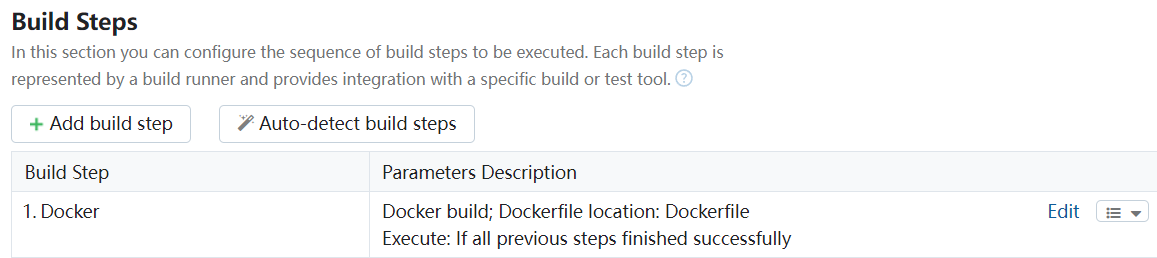 Build Steps
In this section you can configure the sequence of build steps to be executed. Each build step is
represented by a build runner and provides integration with a specific build or test tool. ?
+ Add build step
Auto-detect build steps
Build Step
Parameters Description
1. Docker
Docker build; Dockerfile location: Dockerfile
Edit
Execute: If all previous steps finished successfully